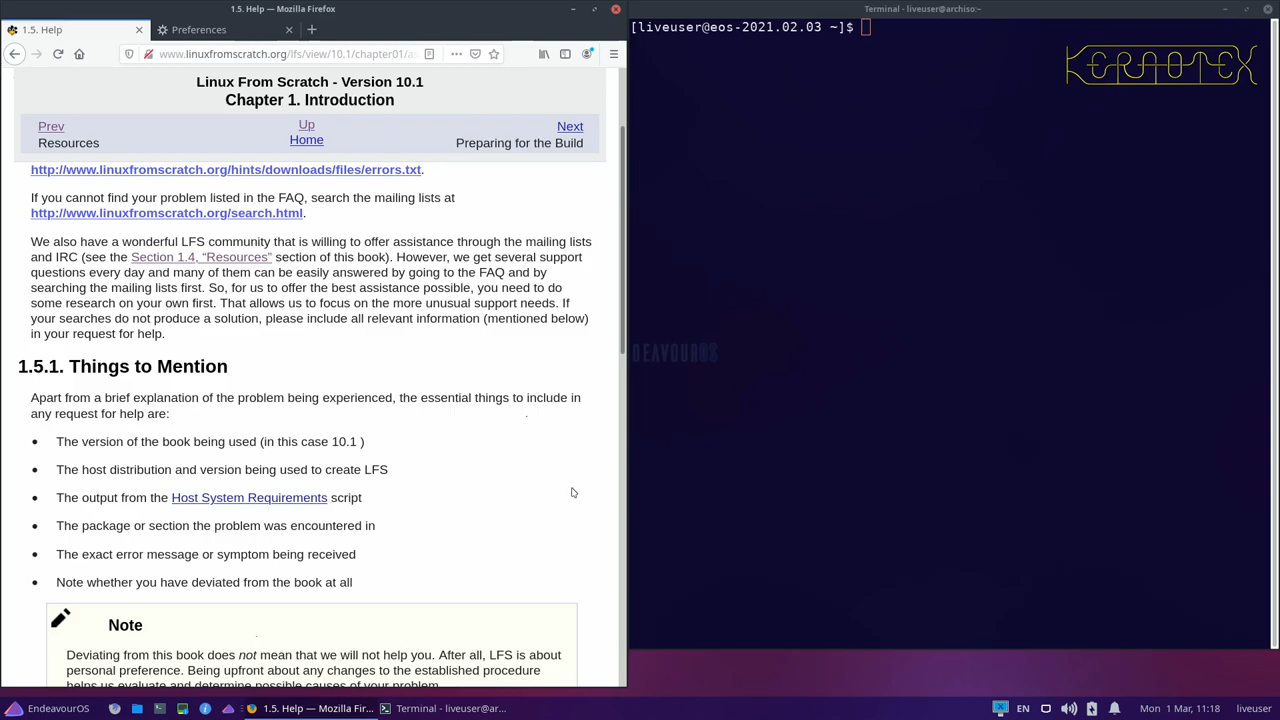 1.5. Help — Mozilla Firefox
1.5. Help
Preferences
www.linuxfromscratch.org/lfs/view/10.1/chapter01/a
Linux From Scratch - Version 10.1
Chapter 1. Introduction
Prev
Up
Next
Resources
Home
Preparing for the Build
http://www.linuxfromscratch.org/hints/downloads/files/errors.txt.
If you cannot find your problem listed in the FAQ, search the mailing lists at
http://www.linuxfromscratch.org/search.html.
We also have a wonderful LFS community that is willing to offer assistance through the mailing lists
and IRC (see the Section 1.4, “Resources” section of this book). However, we get several support
questions every day and many of them can be easily answered by going to the FAQ and by
searching the mailing lists first. So, for us to offer the best assistance possible, you need to do
some research on your own first. That allows us to focus on the more unusual support needs. If
your searches do not produce a solution, please include all relevant information (mentioned below)
in your request for help.
1.5.1. Things to Mention
Apart from a brief explanation of the problem being experienced, the essential things to include in
any request for help are:
The version of the book being used (in this case 10.1 )
The host distribution and version being used to create LFS
The output from the Host System Requirements script
The package or section the problem was encountered in
The exact error message or symptom being received
Note whether you have deviated from the book at all
Note
Deviating from this book does not mean that we will not help you. After all, LFS is about
personal preference. Being upfront about any changes to the established procedure
helps us evaluate and determine possible causes of your problem.
Terminal - liveuser@archiso:~
[liveuser@eos-2021.02.03 ~]$
KERNOTEX
DEAVOUROS
EndeavourOS
1.5. Help — Mozilla Fir...
Terminal - liveuser@ar...
EN
Mon 1 Mar, 11:18
liveuser